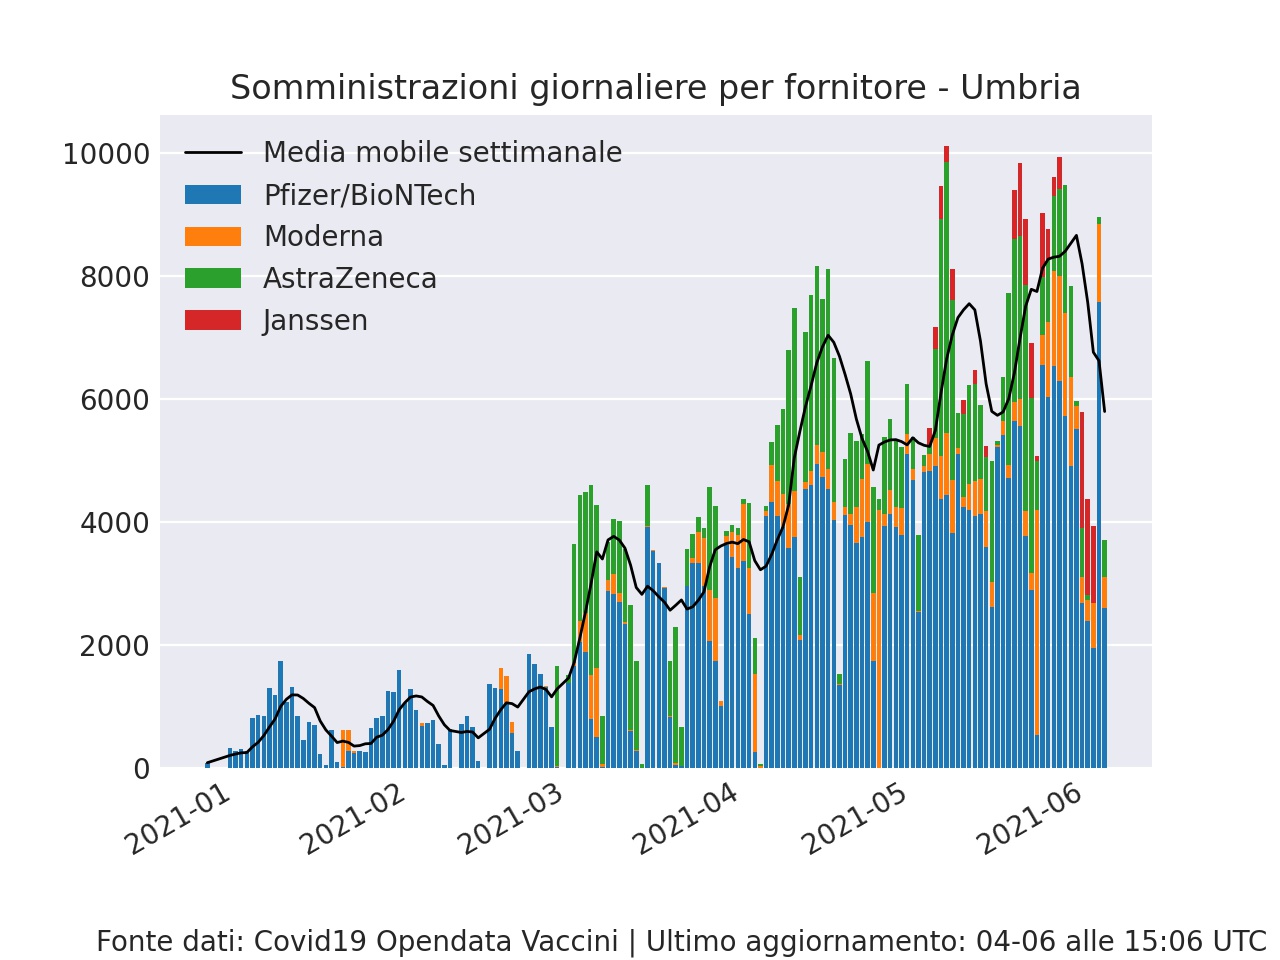 Somministrazioni giornaliere per fornitore - Umbria
Media mobile settimanale
Pfizer/BioNTech
Moderna
AstraZeneca
Janssen
10000
8000
6000
4000
2000
0
2021-01
2021-02
2021-03
2021-04
2021-05
2021-06
Fonte dati: Covid19 Opendata Vaccini | Ultimo aggiornamento: 04-06 alle 15:06 UTC